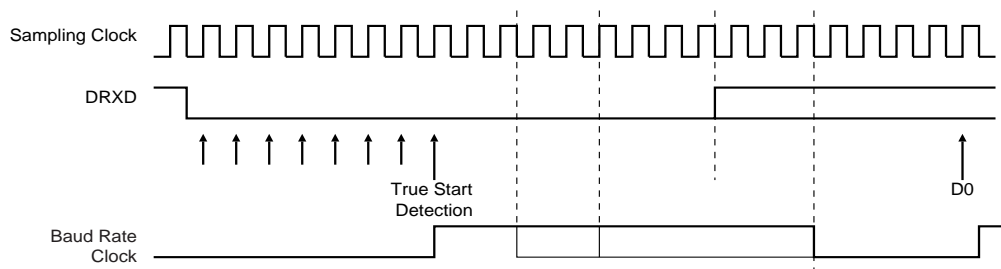 Sampling Clock
DRXD
True Start
Detection
D0
Baud Rate
Clock